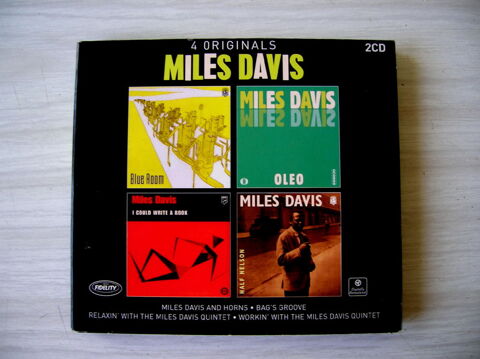 4 ORIGINALS
MILES DAVIS
2CD
Blue Room
MILES DAVIS
OLEO
Miles Davis
I COULD WRITE A BOOK
MILES DAVIS
HALF NELSON
FIDELITY
MILES DAVIS AND HORNS • BAG'S GROOVE
RELAXIN' WITH THE MILES DAVIS QUINTET • WORKIN' WITH THE MILES DAVIS QUINTET